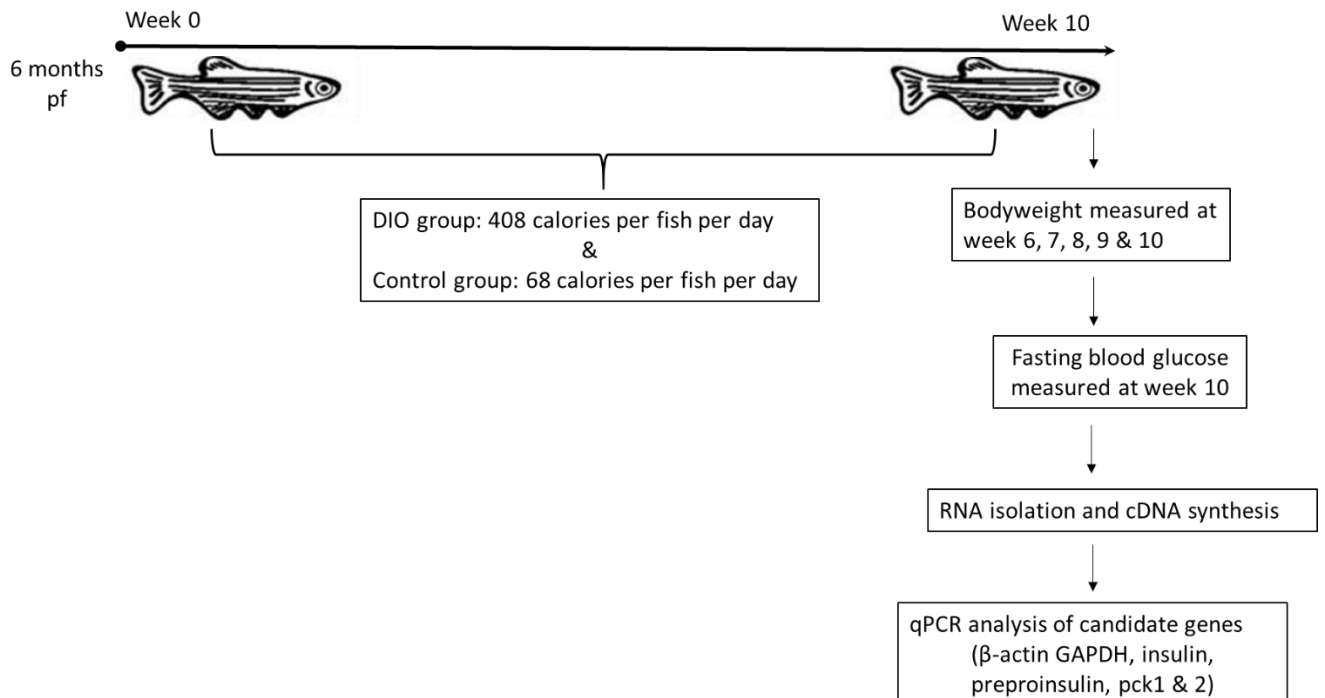 Week 0
Week 10
6 months
pf
DIO group: 408 calories per fish per day
&
Control group: 68 calories per fish per day
Bodyweight measured at
week 6, 7, 8, 9 & 10
Fasting blood glucose
measured at week 10
RNA isolation and cDNA synthesis
qPCR analysis of candidate genes
(β-actin GAPDH, insulin,
preproinsulin, pck1 & 2)